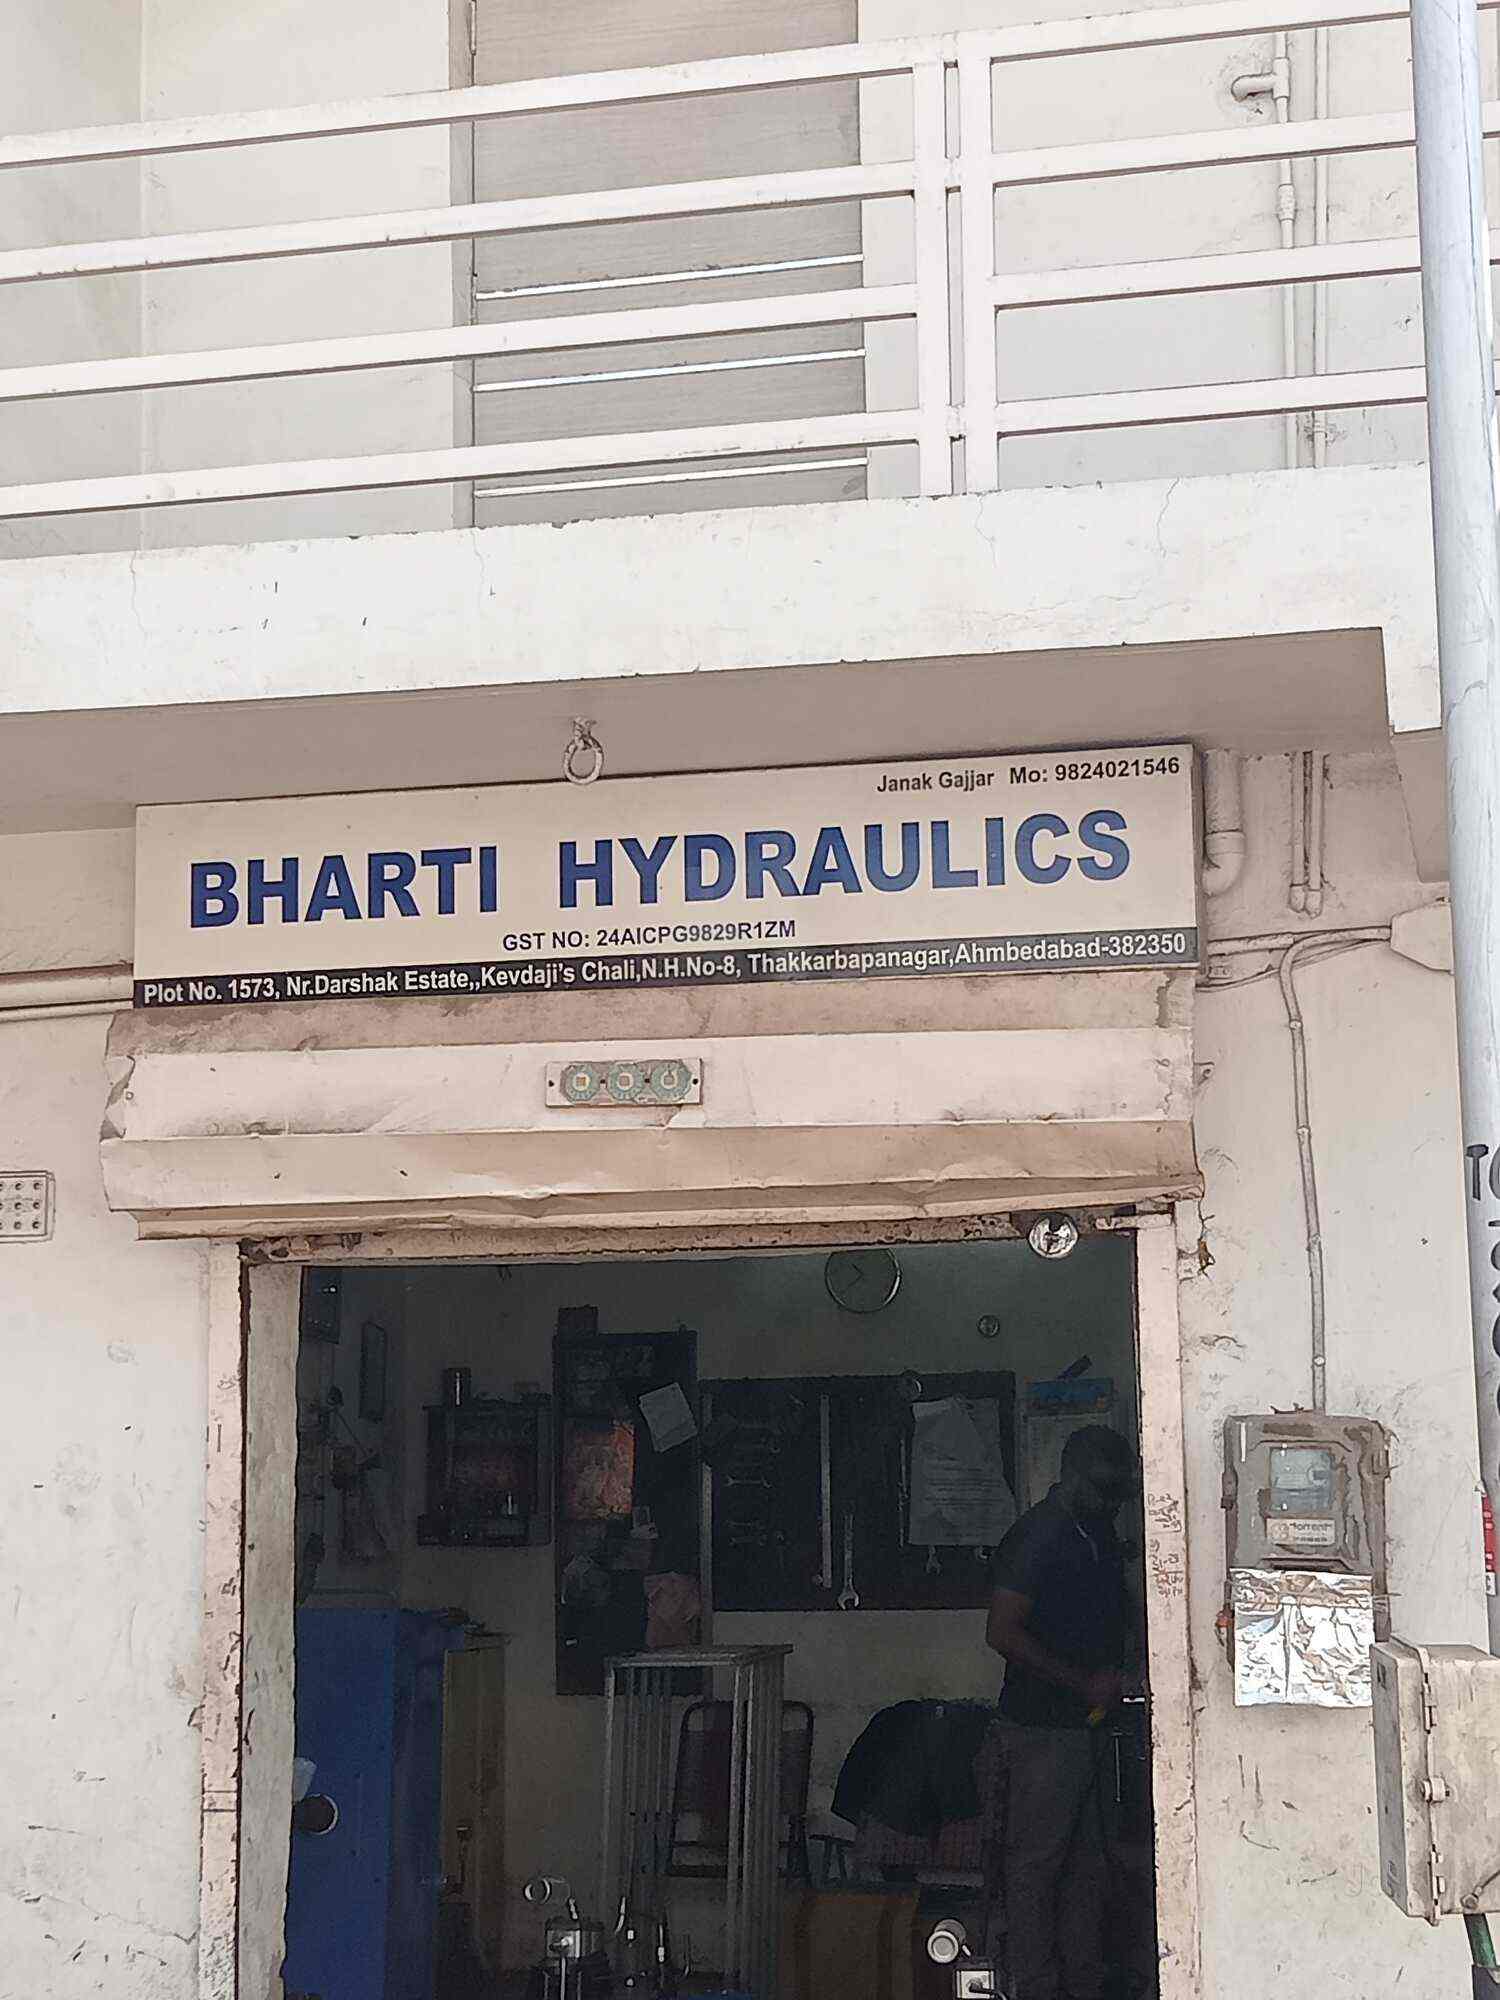 Janak Gajjar Mo: 9824021546
BHARTI HYDRAULICS
GST NO: 24AICPG9829R1ZM
Plot No. 1573, Nr.Darshak Estate,,Kevdaji's Chali,N.H.No-8, Thakkarbapanagar,Ahmbedabad-382350
torrent